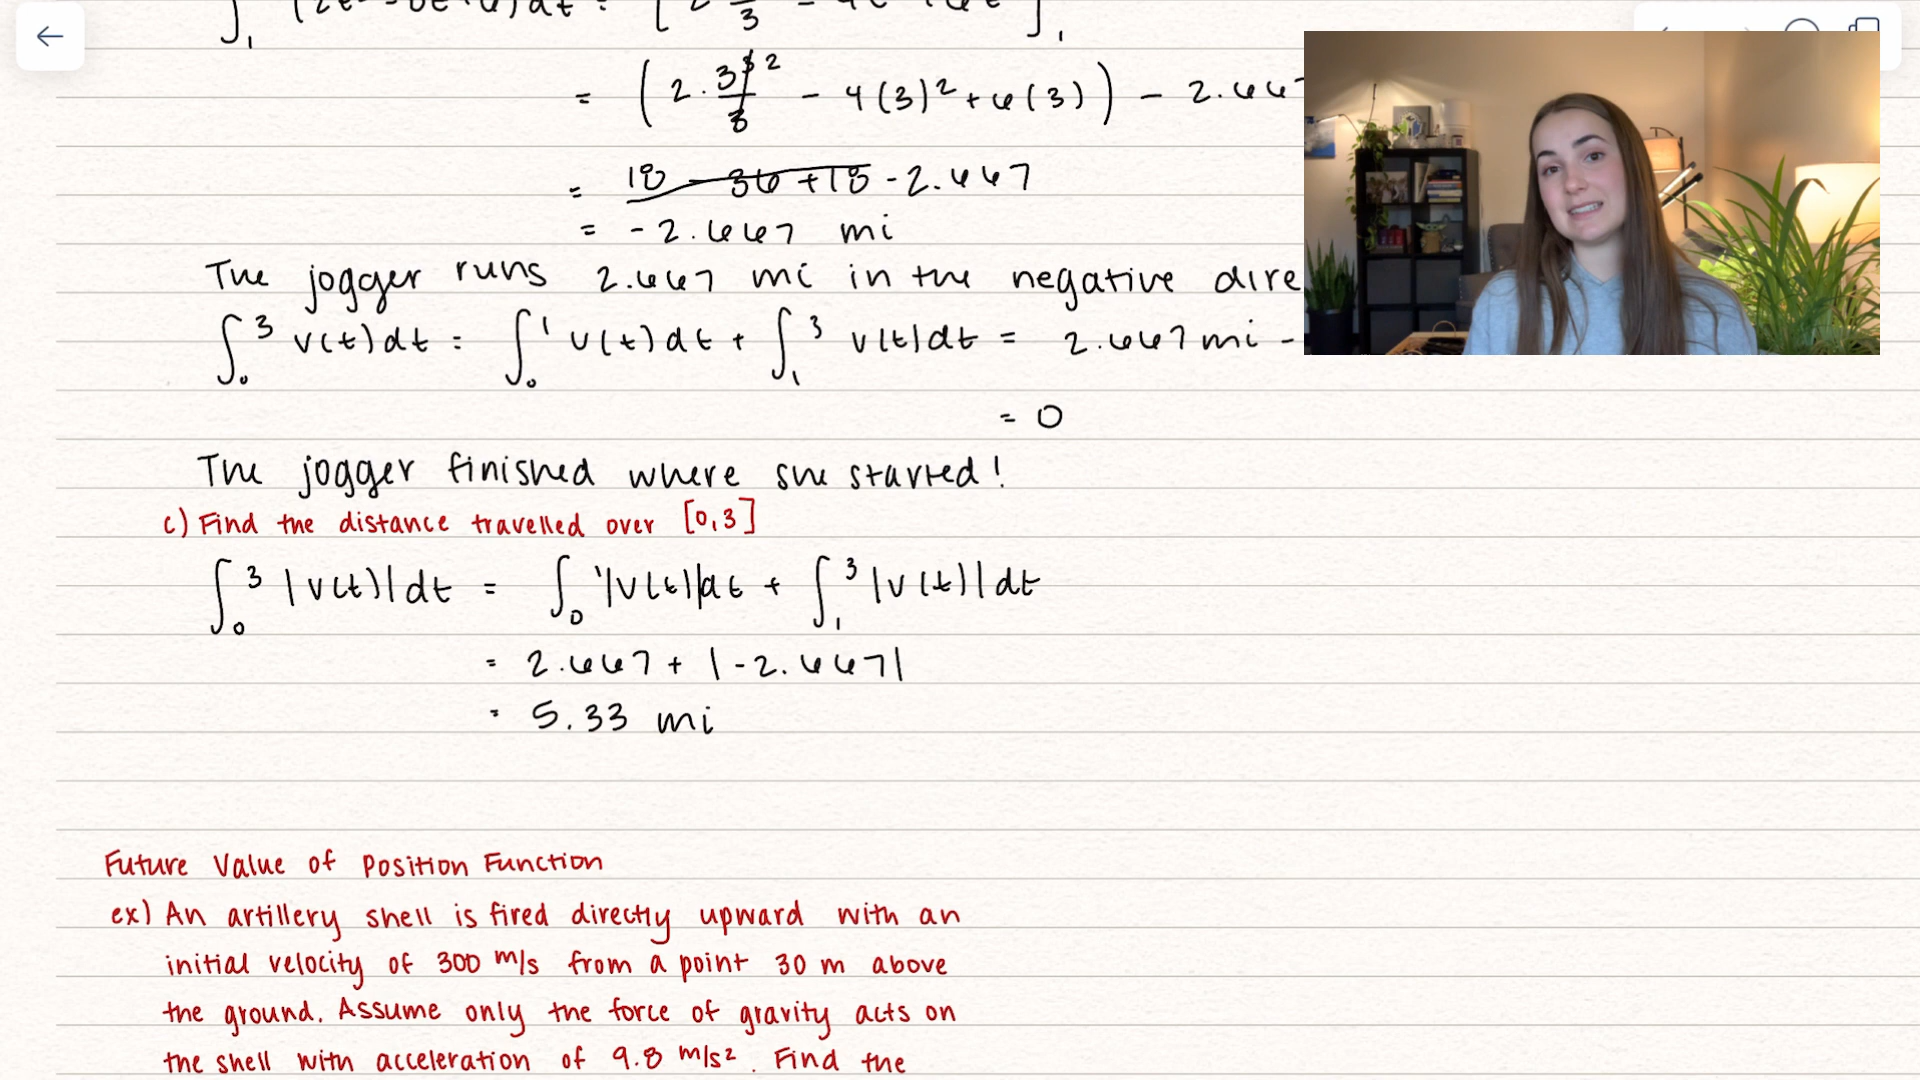 = (2 · 3³² / 3 - 4(3)² + 6(3)) - 2.667
= 18 - 36 + 18 - 2.667
= -2.667 mi
The jogger runs 2.667 mi in the negative dire
∫₀³ v(t)dt = ∫₀¹ v(t)dt + ∫₁³ v(t)dt = 2.667 mi -
= 0
The jogger finished where she started!
c) Find the distance travelled over [0,3]
∫₀³ |v(t)|dt = ∫₀¹ |v(t)|dt + ∫₁³ |v(t)|dt
= 2.667 + |-2.667|
= 5.33 mi
Future Value of Position Function
ex) An artillery shell is fired directly upward with an
initial velocity of 300 m/s from a point 30 m above
the ground. Assume only the force of gravity acts on
the shell with acceleration of 9.8 m/s². Find the